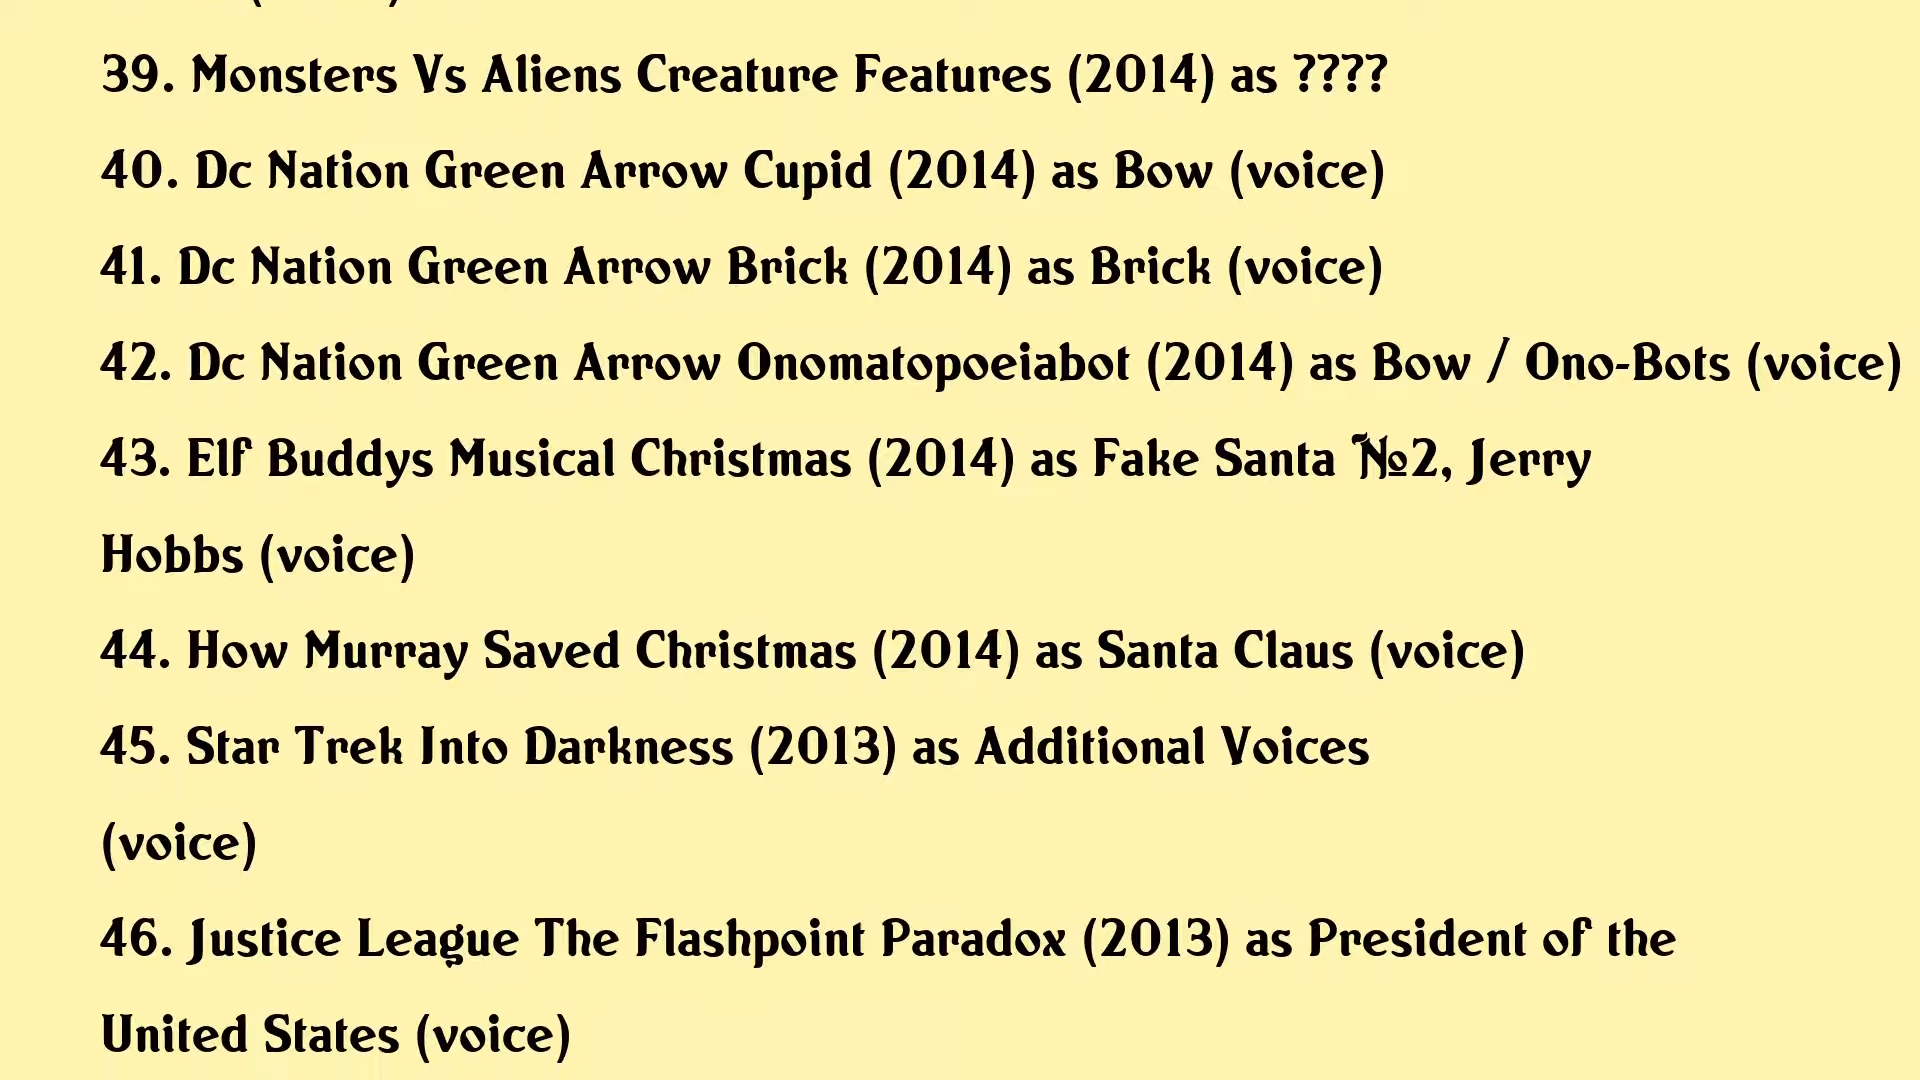 39. Monsters Vs Aliens Creature Features (2014) as ????
40. Dc Nation Green Arrow Cupid (2014) as Bow (voice)
41. Dc Nation Green Arrow Brick (2014) as Brick (voice)
42. Dc Nation Green Arrow Onomatopoeiabot (2014) as Bow / Ono-Bots (voice)
43. Elf Buddys Musical Christmas (2014) as Fake Santa №2, Jerry
Hobbs (voice)
44. How Murray Saved Christmas (2014) as Santa Claus (voice)
45. Star Trek Into Darkness (2013) as Additional Voices
(voice)
46. Justice League The Flashpoint Paradox (2013) as President of the
United States (voice)